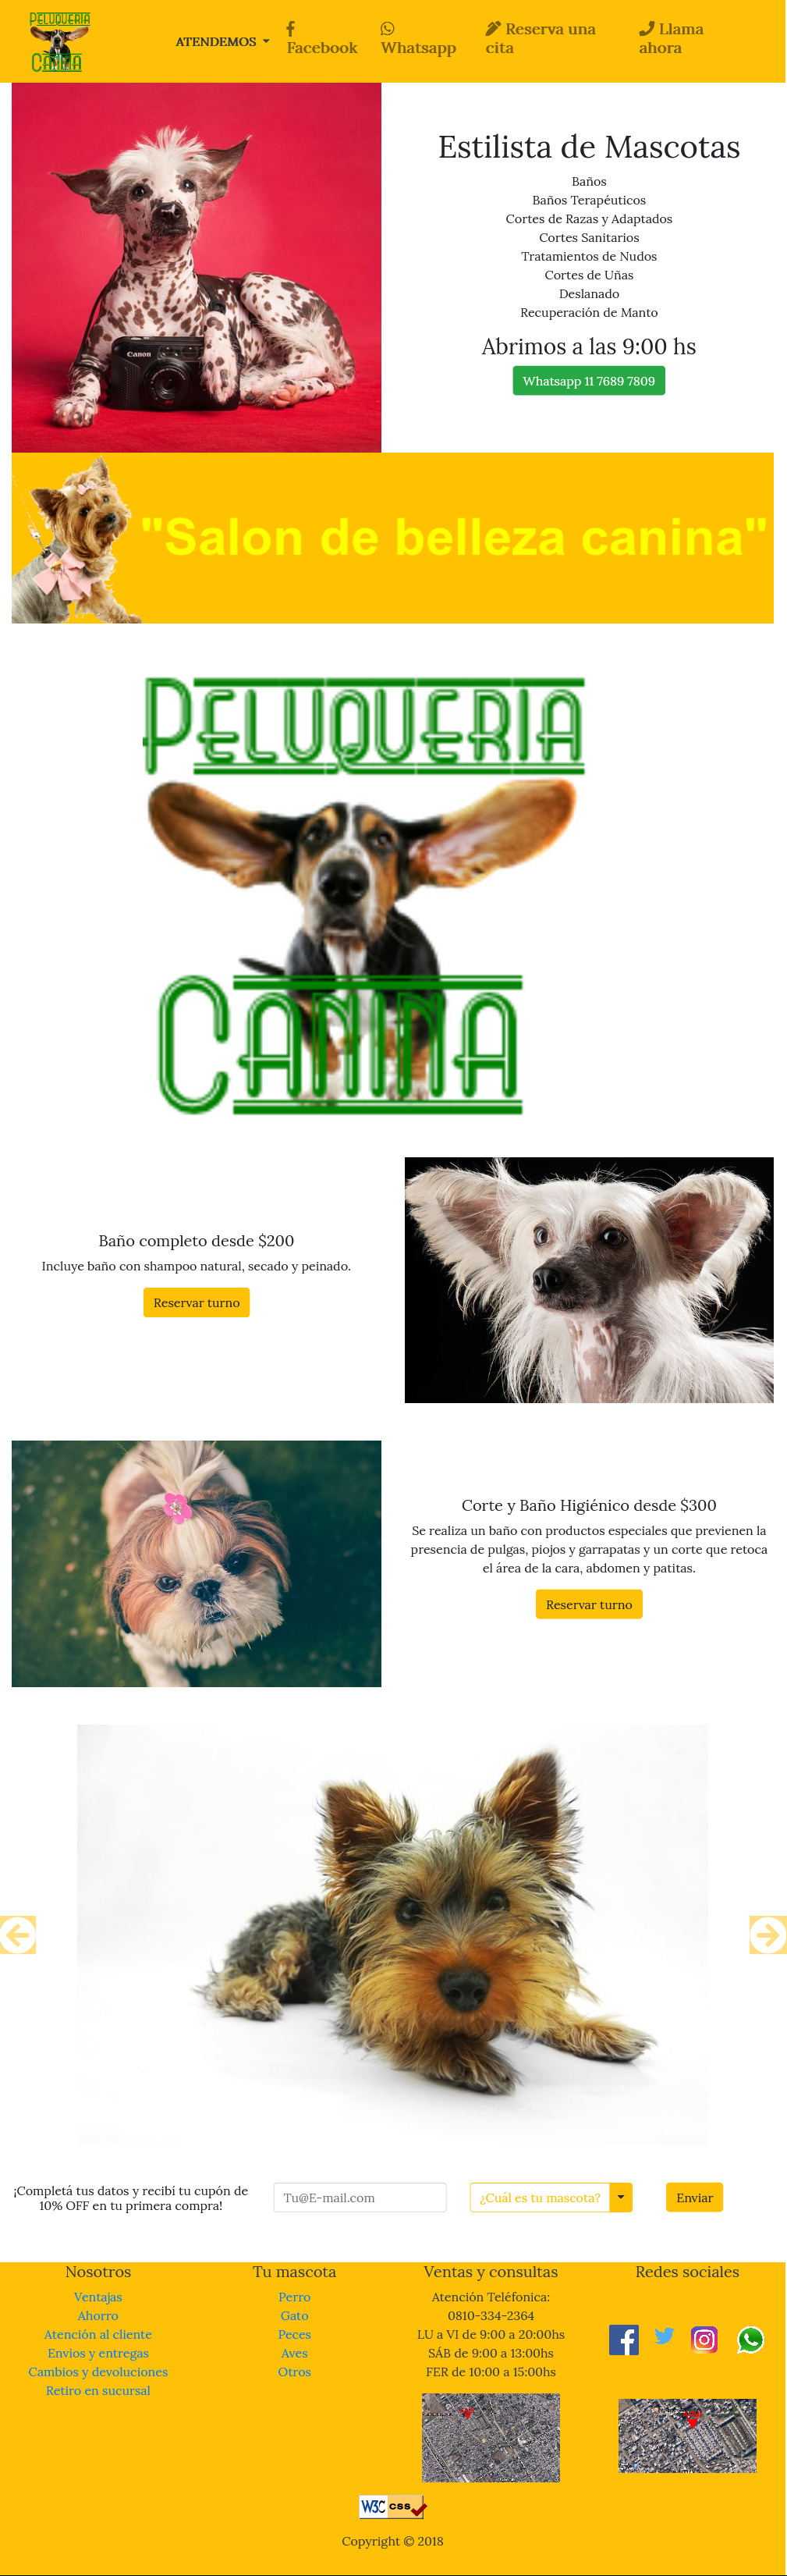 PELUQUERIA
CANINA
ATENDEMOS
Facebook
Whatsapp
Reserva una
cita
Llama
ahora
Canon
Estilista de Mascotas
Baños
Baños Terapéuticos
Cortes de Razas y Adaptados
Cortes Sanitarios
Tratamientos de Nudos
Cortes de Uñas
Deslanado
Recuperación de Manto
Abrimos a las 9:00 hs
Whatsapp 11 7689 7809
"Salon de belleza canina"
PELUQUERIA
CANINA
Baño completo desde $200
Incluye baño con shampoo natural, secado y peinado.
Reservar turno
Corte y Baño Higiénico desde $300
Se realiza un baño con productos especiales que previenen la
presencia de pulgas, piojos y garrapatas y un corte que retoca
el área de la cara, abdomen y patitas.
Reservar turno
¡Completá tus datos y recibí tu cupón de
10% OFF en tu primera compra!
Tu@E-mail.com
¿Cuál es tu mascota?
Enviar
Nosotros
Ventajas
Ahorro
Atención al cliente
Envíos y entregas
Cambios y devoluciones
Retiro en sucursal
Tu mascota
Perro
Gato
Peces
Aves
Otros
Ventas y consultas
Atención Teléfonica:
0810-334-2364
LU a VI de 9:00 a 20:00hs
SÁB de 9:00 a 13:00hs
FER de 10:00 a 15:00hs
Redes sociales
W3C css
Copyright © 2018